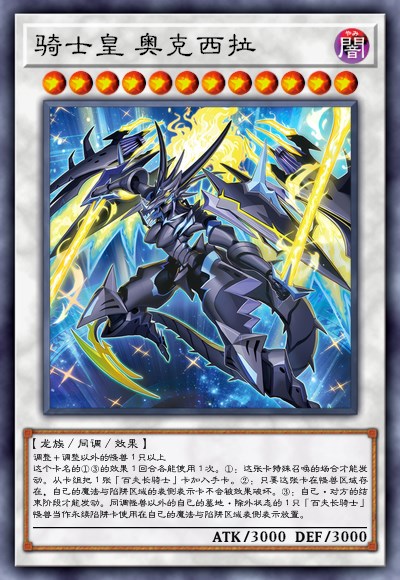 骑士皇 奥克西拉
やみ
闇
【龙族／同调／效果】
调整＋调整以外的怪兽1只以上
这个卡名的①③的效果1回合各能使用1次。①：这张卡特殊召唤的场合才能发
动。从卡组把1张「百夫长骑士」卡加入手卡。②：只要这张卡在怪兽区域存
在，自己的魔法与陷阱区域的表侧表示卡不会被效果破坏。③：自己·对方的结
束阶段才能发动。同调怪兽以外的自己的墓地·除外状态的1只「百夫长骑士」
怪兽当作永续陷阱卡使用在自己的魔法与陷阱区域表侧表示放置。
ATK/3000 DEF/3000